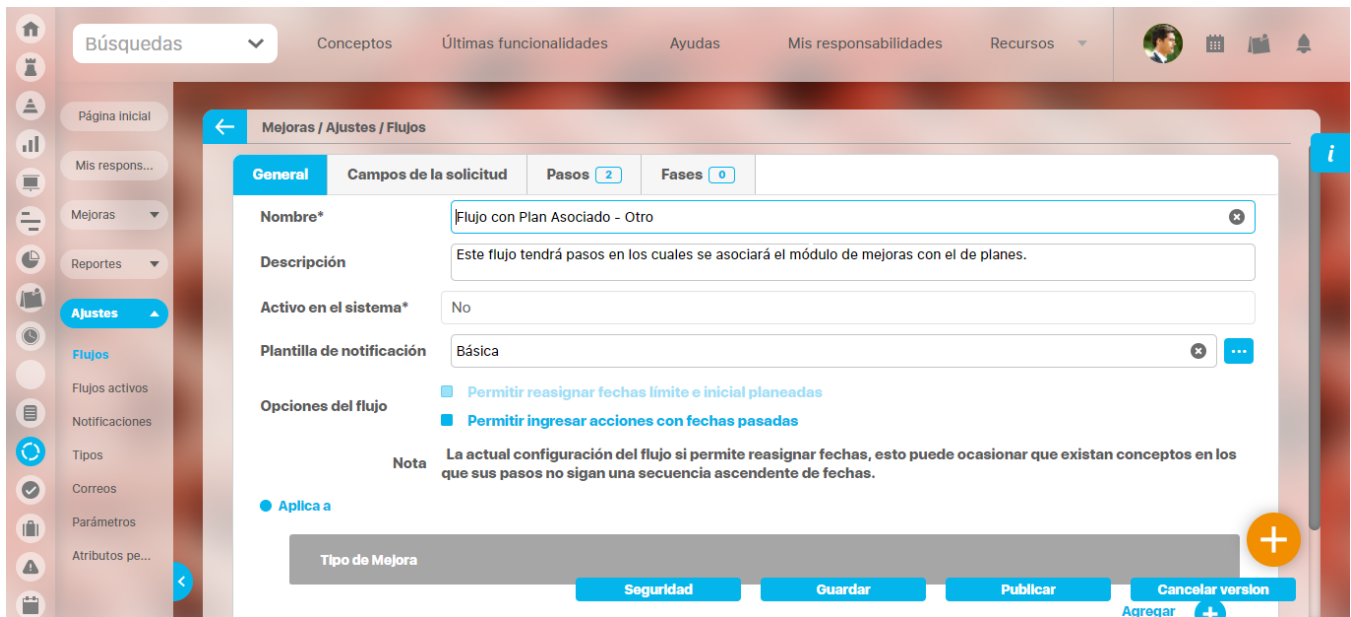 Búsquedas
Conceptos
Últimas funcionalidades
Ayudas
Mis responsabilidades
Recursos
Página inicial
Mis respons...
Mejoras
Reportes
Ajustes
Flujos
Flujos activos
Notificaciones
Tipos
Correos
Parámetros
Atributos pe...
Mejoras / Ajustes / Flujos
i
General
Campos de la solicitud
Pasos 2
Fases 0
Nombre*
Flujo con Plan Asociado - Otro
Descripción
Este flujo tendrá pasos en los cuales se asociará el módulo de mejoras con el de planes.
Activo en el sistema*
No
Plantilla de notificación
Básica
...
Opciones del flujo
Permitir reasignar fechas límite e inicial planeadas
Permitir ingresar acciones con fechas pasadas
Nota
La actual configuración del flujo si permite reasignar fechas, esto puede ocasionar que existan conceptos en los
que sus pasos no sigan una secuencia ascendente de fechas.
Aplica a
Tipo de Mejora
Seguridad
Guardar
Publicar
Cancelar version
Agregar